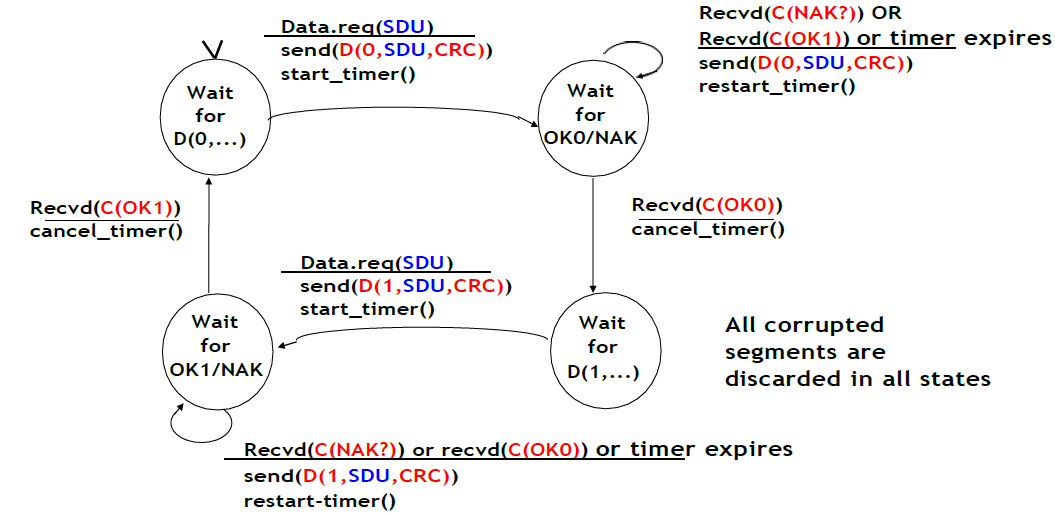 Data.req(SDU)
send(D(0,SDU,CRC))
start_timer()
Recvd(C(NAK?)) OR
Recvd(C(OK1)) or timer expires
send(D(0,SDU,CRC))
restart_timer()
Wait
for
D(0,...)
Wait
for
OK0/NAK
Recvd(C(OK1))
cancel_timer()
Recvd(C(OK0))
cancel_timer()
Data.req(SDU)
send(D(1,SDU,CRC))
start_timer()
Wait
for
OK1/NAK
Wait
for
D(1,...)
All corrupted
segments are
discarded in all states
Recvd(C(NAK?)) or recvd(C(OK0)) or timer expires
send(D(1,SDU,CRC))
restart-timer()